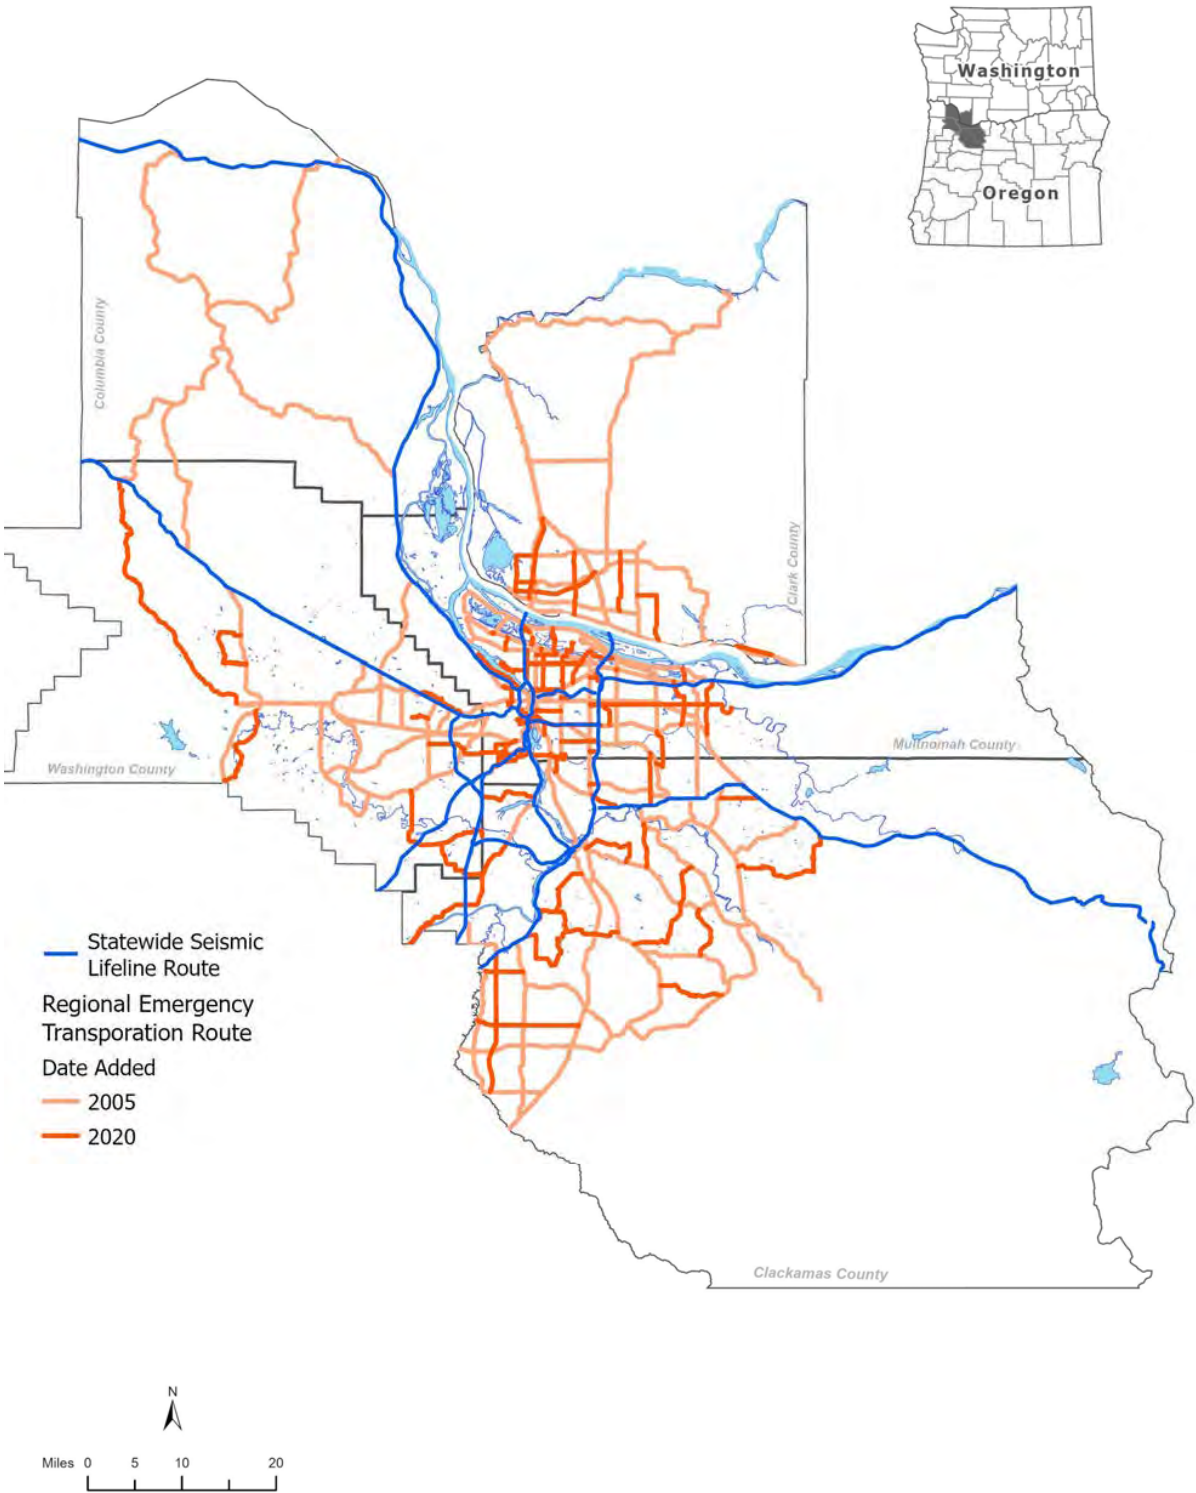 Washington
Oregon
Columbia County
Clark County
Multnomah County
Washington County
Statewide Seismic
Lifeline Route
Regional Emergency
Transporation Route
Date Added
2005
2020
Clackamas County
N
Miles 0 5 10 20